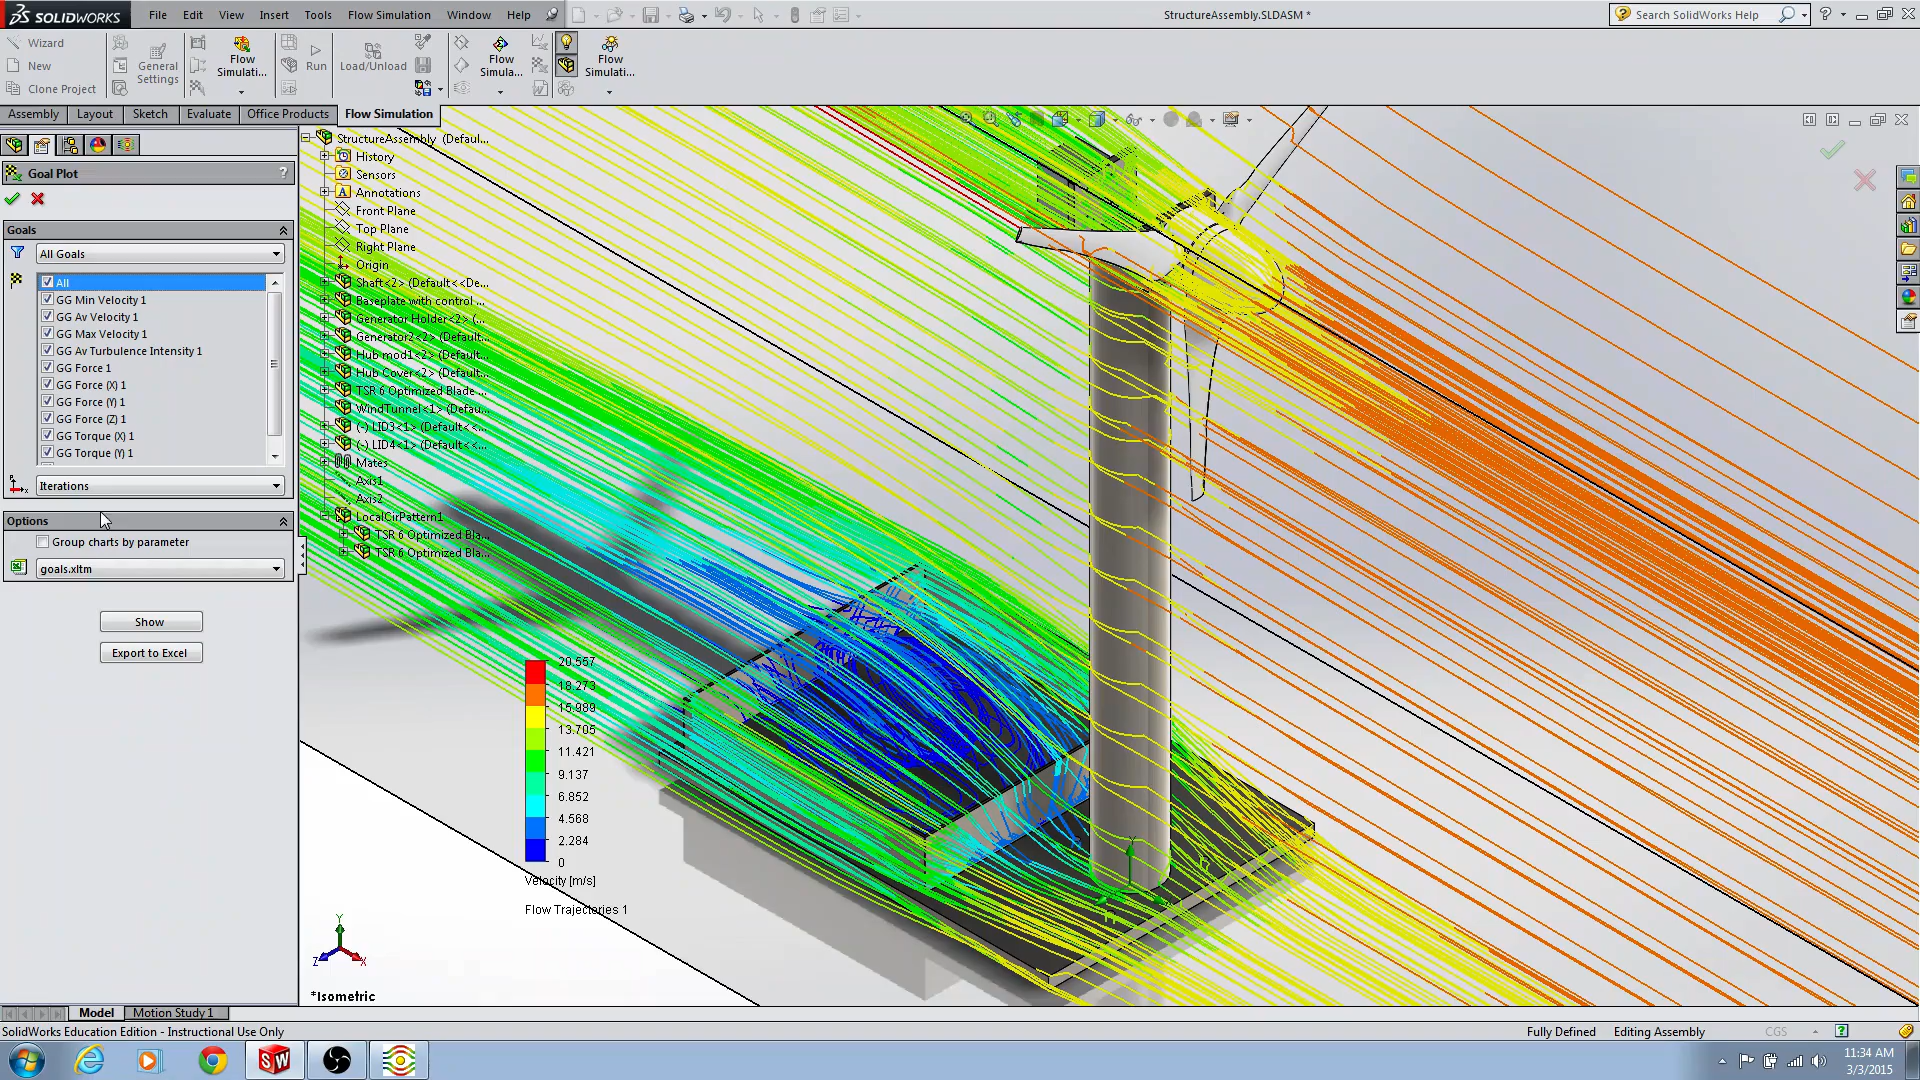 SOLIDWORKS
File Edit View Insert Tools Flow Simulation Window Help
StructureAssembly.SLDASM *
Search SolidWorks Help
Wizard
New
Clone Project
General Settings
Flow Simulati...
Run
Load/Unload
Flow Simula...
Flow Simulati...
Assembly Layout Sketch Evaluate Office Products Flow Simulation
Goal Plot
?
Goals
All Goals
All
GG Min Velocity 1
GG Av Velocity 1
GG Max Velocity 1
GG Av Turbulence Intensity 1
GG Force 1
GG Force (X) 1
GG Force (Y) 1
GG Force (Z) 1
GG Torque (X) 1
GG Torque (Y) 1
Iterations
Options
Group charts by parameter
goals.xltm
Show
Export to Excel
StructureAssembly (Defaul...
History
Sensors
Annotations
Front Plane
Top Plane
Right Plane
Origin
Shaft<2> (Default<<De...
Baseplate with control ...
Generator Holder<2> (...
Generator2<2> (Default...
Hub mod1<2> (Default...
Hub Cover<2> (Default...
TSR 6 Optimized Blade ...
WindTunnel<1> (Defau...
(-) LID3<1> (Default<<...
(-) LID4<1> (Default<<...
Mates
Axis1
Axis2
LocalCirPattern1
TSR 6 Optimized Bla...
TSR 6 Optimized Bla...
20.557
18.273
15.989
13.705
11.421
9.137
6.852
4.568
2.284
0
Velocity [m/s]
Flow Trajectories 1
Y
Z
X
*Isometric
Model Motion Study 1
SolidWorks Education Edition - Instructional Use Only
Fully Defined Editing Assembly CGS
11:34 AM
3/3/2015